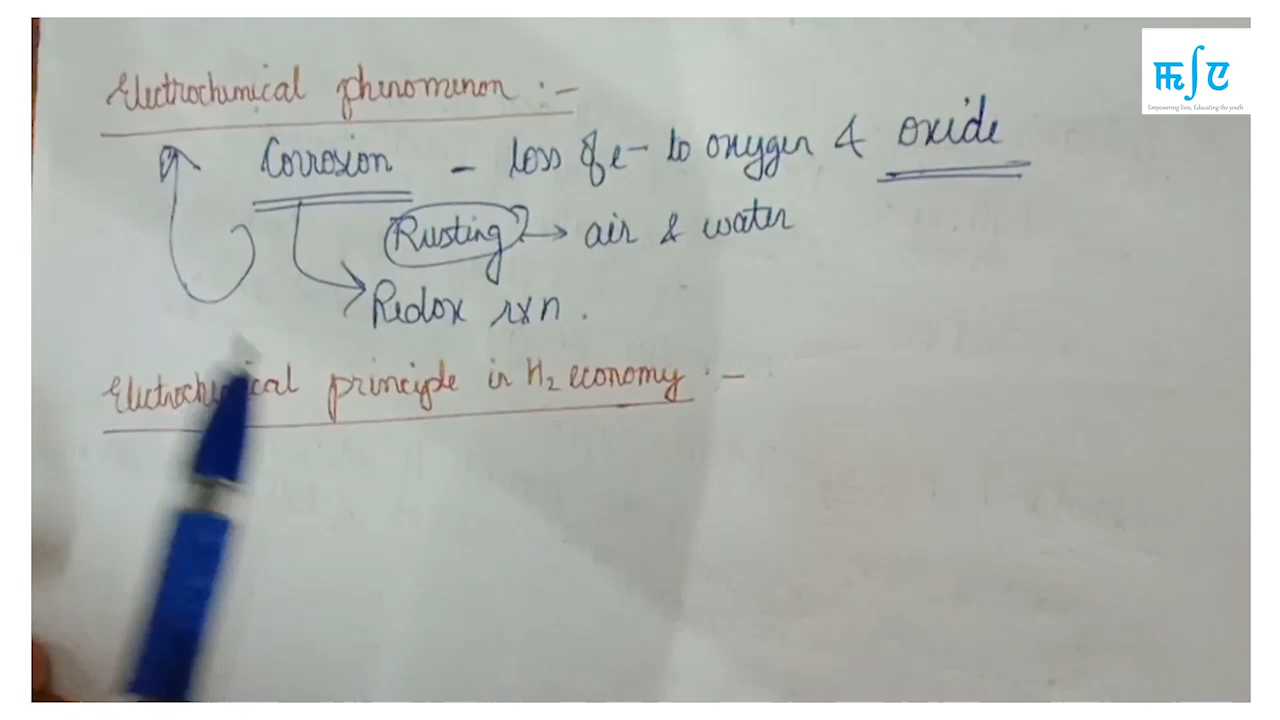 Electrochemical phenomenon :-
Corrosion - loss of e- to oxygen & oxide
Rusting → air & water
Redox rxn.
Electrochemical principle in H₂ economy :-
Empowering lives, Educating the youth